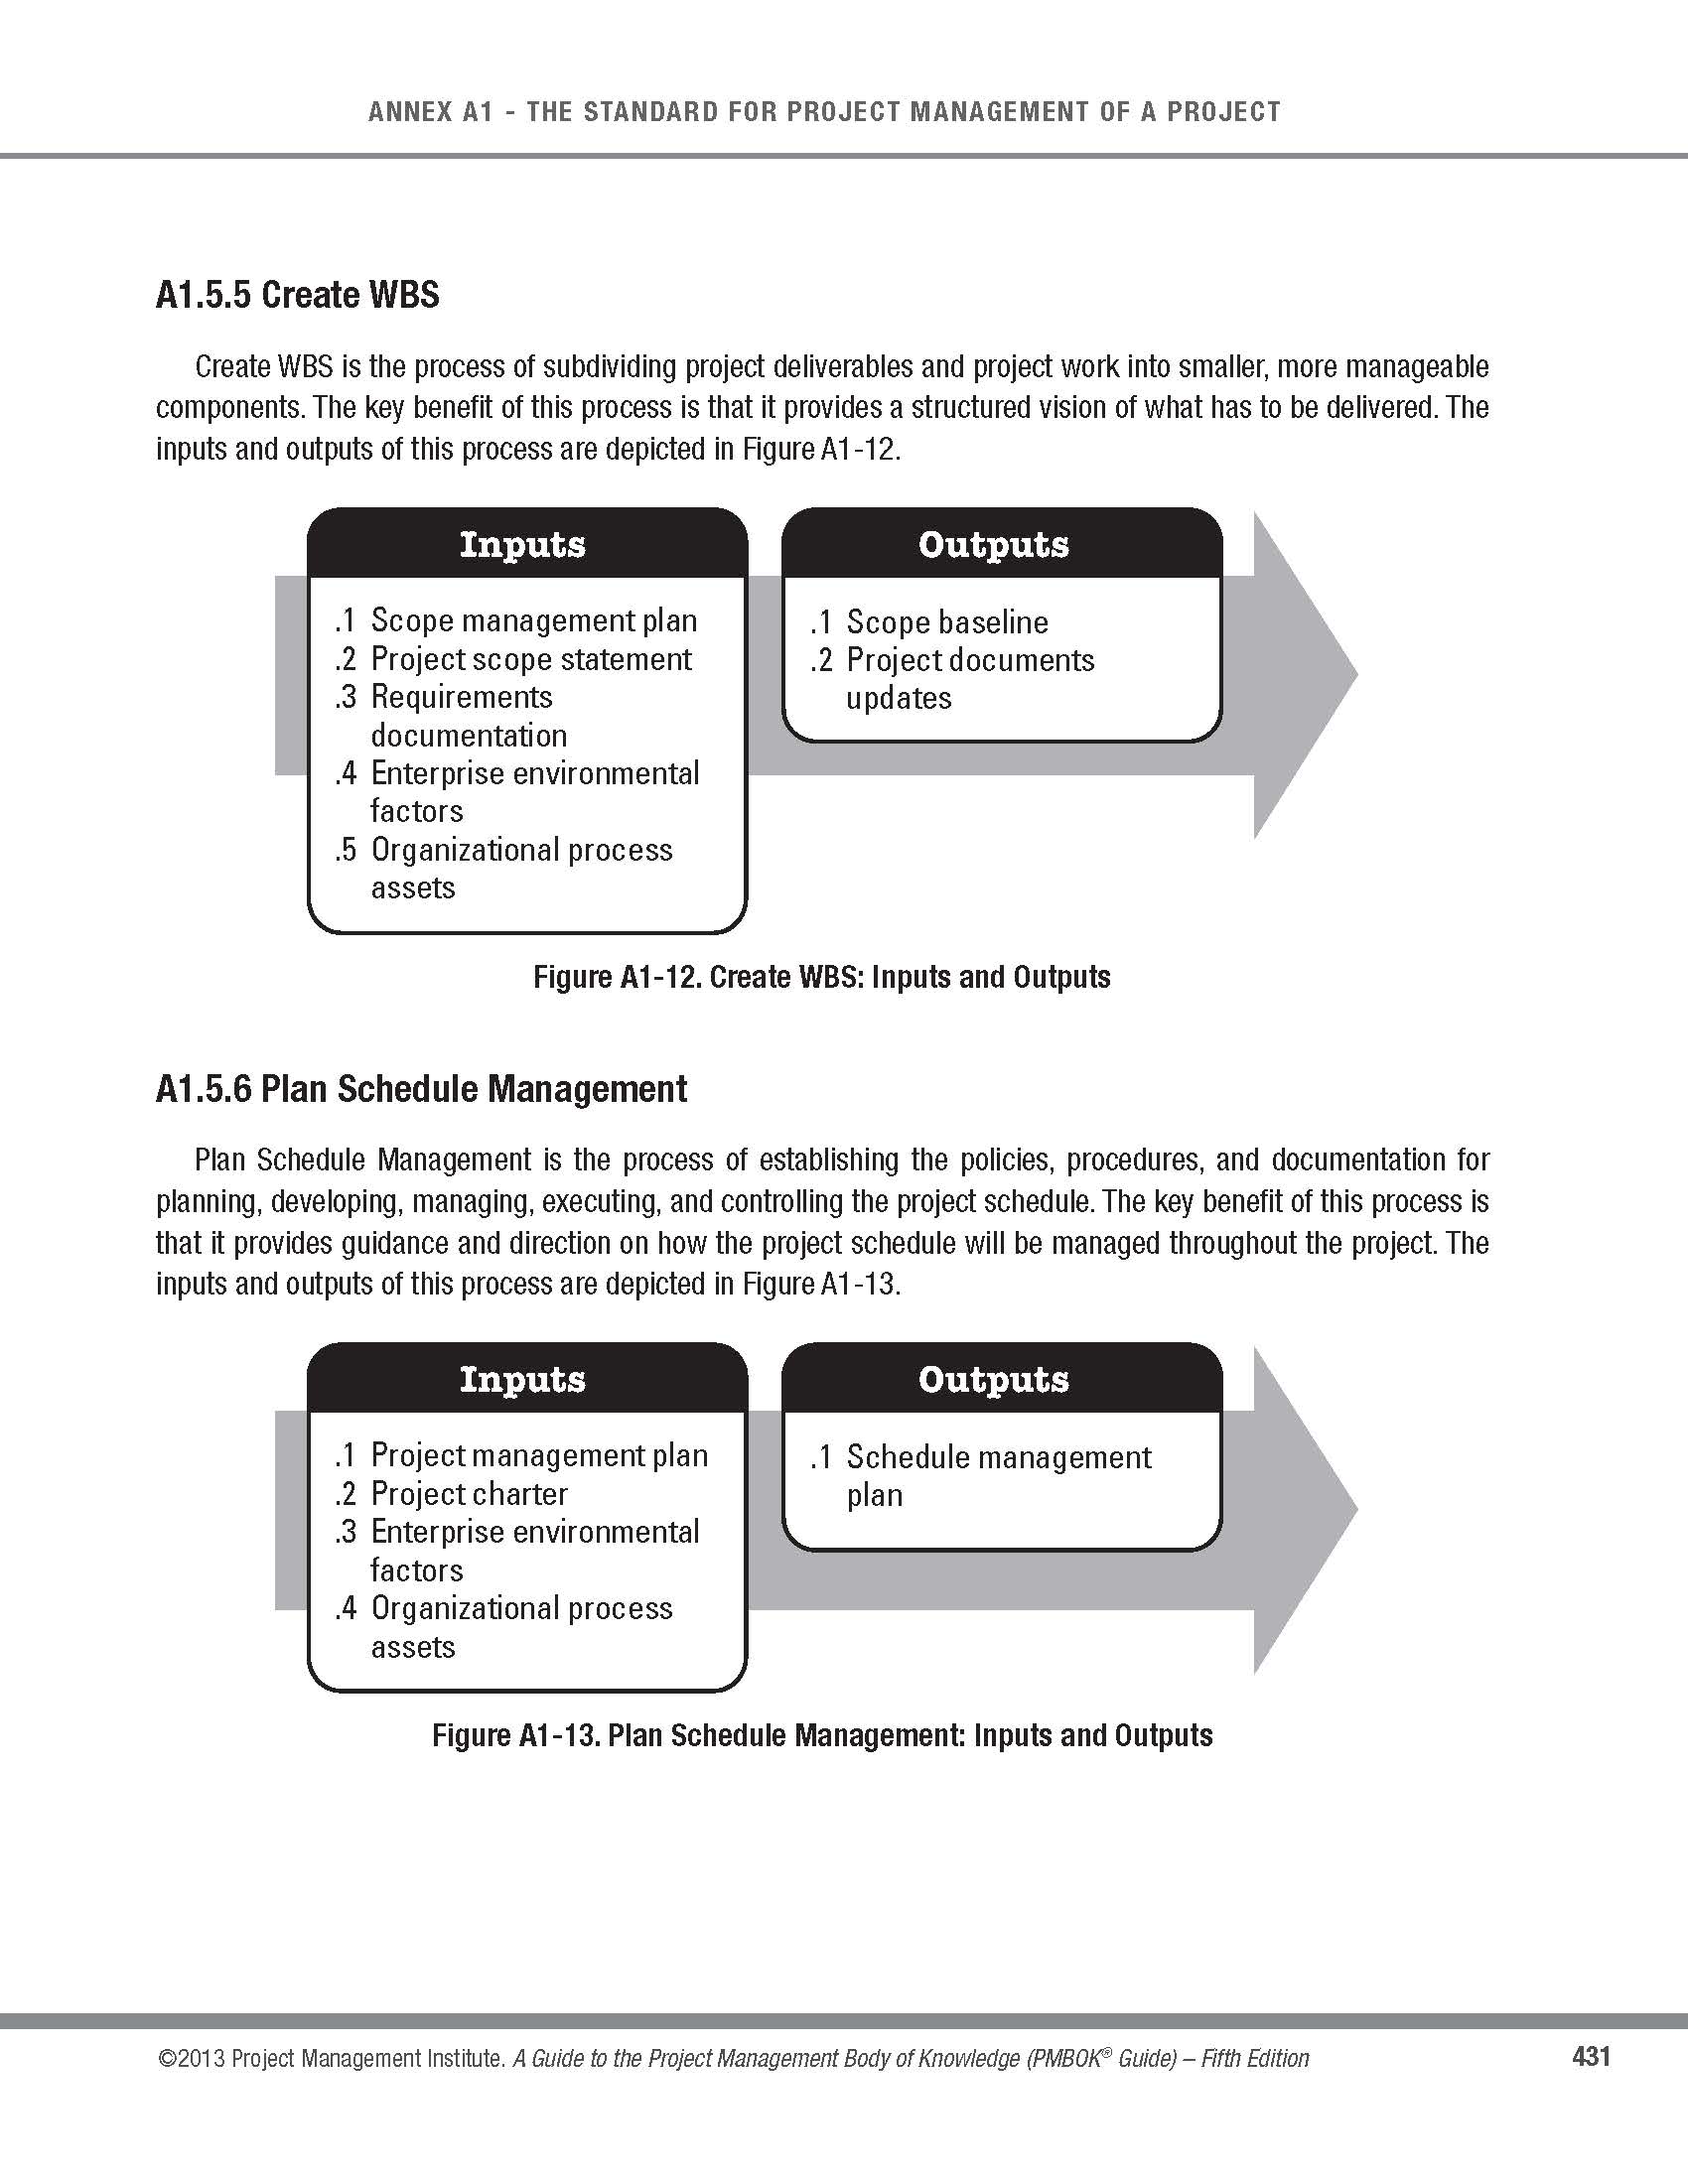 ANNEX A1 - THE STANDARD FOR PROJECT MANAGEMENT OF A PROJECT
A1.5.5 Create WBS
Create WBS is the process of subdividing project deliverables and project work into smaller, more manageable
components. The key benefit of this process is that it provides a structured vision of what has to be delivered. The
inputs and outputs of this process are depicted in Figure A1-12.
Inputs
.1 Scope management plan
.2 Project scope statement
.3 Requirements
documentation
.4 Enterprise environmental
factors
.5 Organizational process
assets
Outputs
.1 Scope baseline
.2 Project documents
updates
Figure A1-12. Create WBS: Inputs and Outputs
A1.5.6 Plan Schedule Management
Plan Schedule Management is the process of establishing the policies, procedures, and documentation for
planning, developing, managing, executing, and controlling the project schedule. The key benefit of this process is
that it provides guidance and direction on how the project schedule will be managed throughout the project. The
inputs and outputs of this process are depicted in Figure A1-13.
Inputs
.1 Project management plan
.2 Project charter
.3 Enterprise environmental
factors
.4 Organizational process
assets
Outputs
.1 Schedule management
plan
Figure A1-13. Plan Schedule Management: Inputs and Outputs
©2013 Project Management Institute. A Guide to the Project Management Body of Knowledge (PMBOK® Guide) – Fifth Edition
431